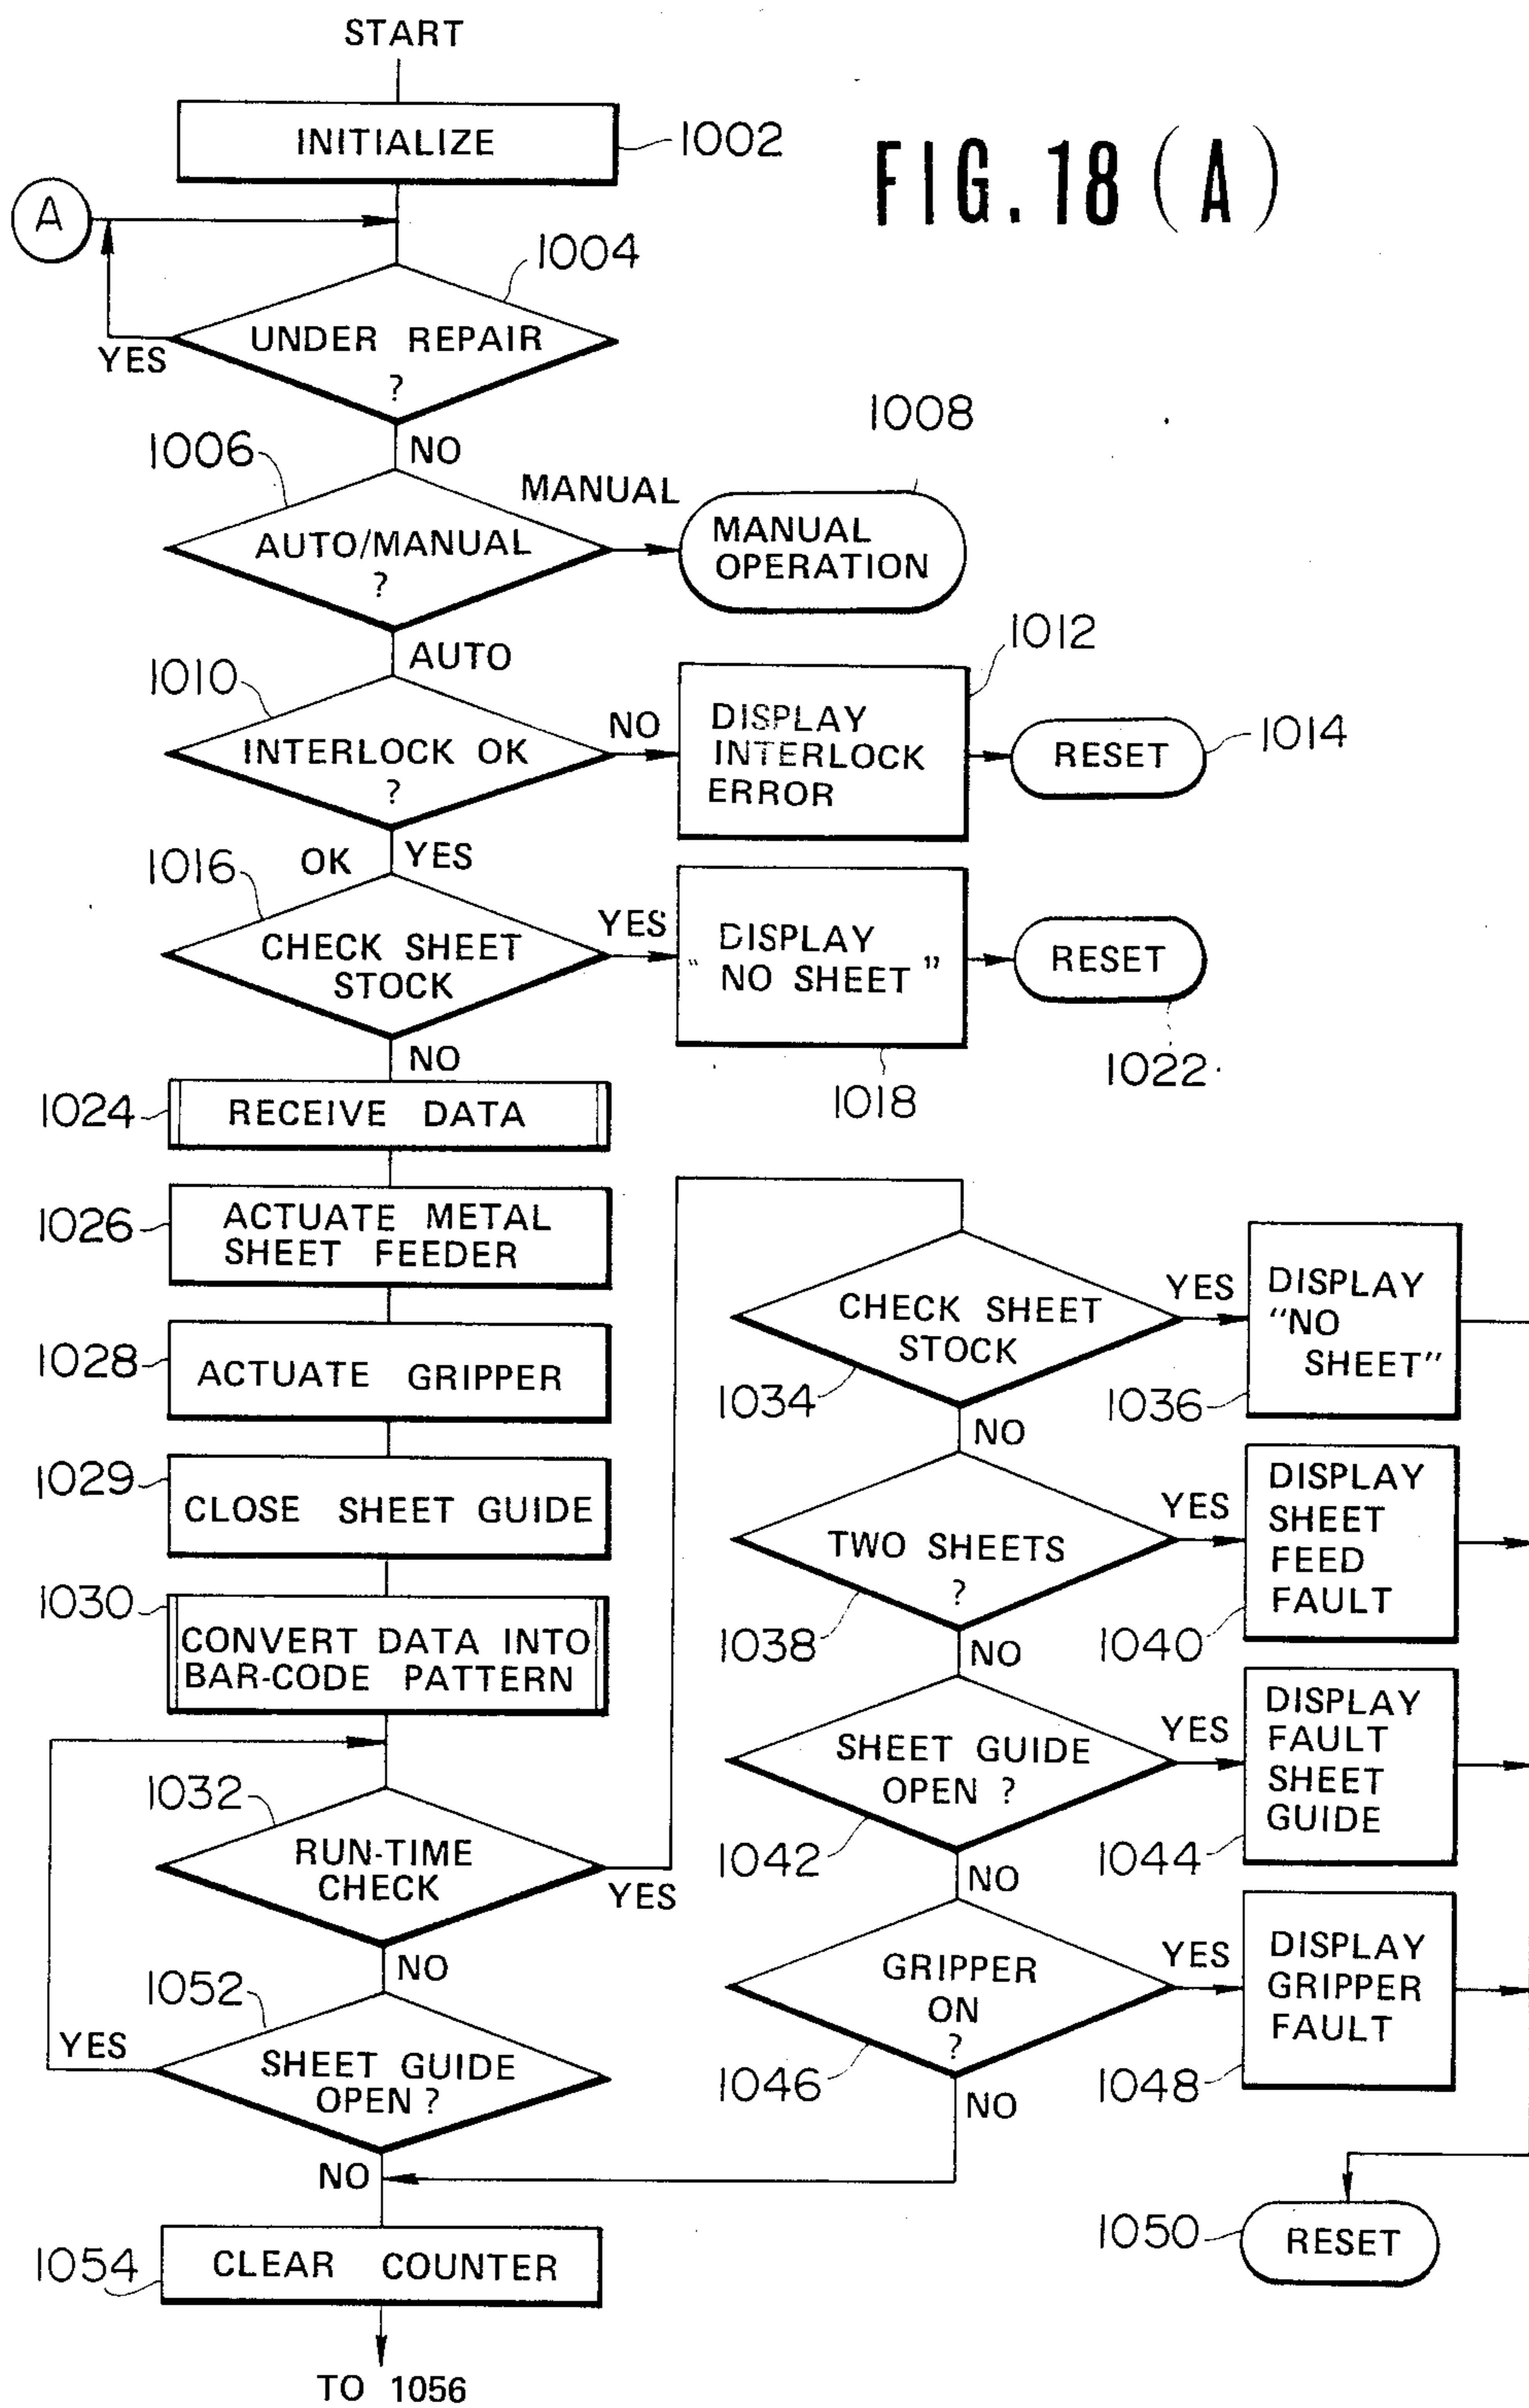 START
INITIALIZE
1002
FIG. 18 (A)
A
1004
UNDER REPAIR
?
YES
NO
1006
AUTO/MANUAL
?
MANUAL
1008
MANUAL
OPERATION
AUTO
1010
INTERLOCK OK
?
NO
1012
DISPLAY
INTERLOCK
ERROR
RESET
1014
OK YES
1016
CHECK SHEET
STOCK
YES
DISPLAY
" NO SHEET "
1018
RESET
1022
NO
1024
RECEIVE DATA
1026
ACTUATE METAL
SHEET FEEDER
1028
ACTUATE GRIPPER
1029
CLOSE SHEET GUIDE
1030
CONVERT DATA INTO
BAR-CODE PATTERN
1032
RUN-TIME
CHECK
YES
NO
1052
YES
SHEET GUIDE
OPEN ?
NO
1054
CLEAR COUNTER
TO 1056
CHECK SHEET
STOCK
1034
YES
DISPLAY
"NO
SHEET"
1036
NO
TWO SHEETS
?
1038
YES
DISPLAY
SHEET
FEED
FAULT
1040
NO
SHEET GUIDE
OPEN ?
1042
YES
DISPLAY
FAULT
SHEET
GUIDE
1044
NO
GRIPPER
ON
?
1046
YES
DISPLAY
GRIPPER
FAULT
1048
NO
1050
RESET